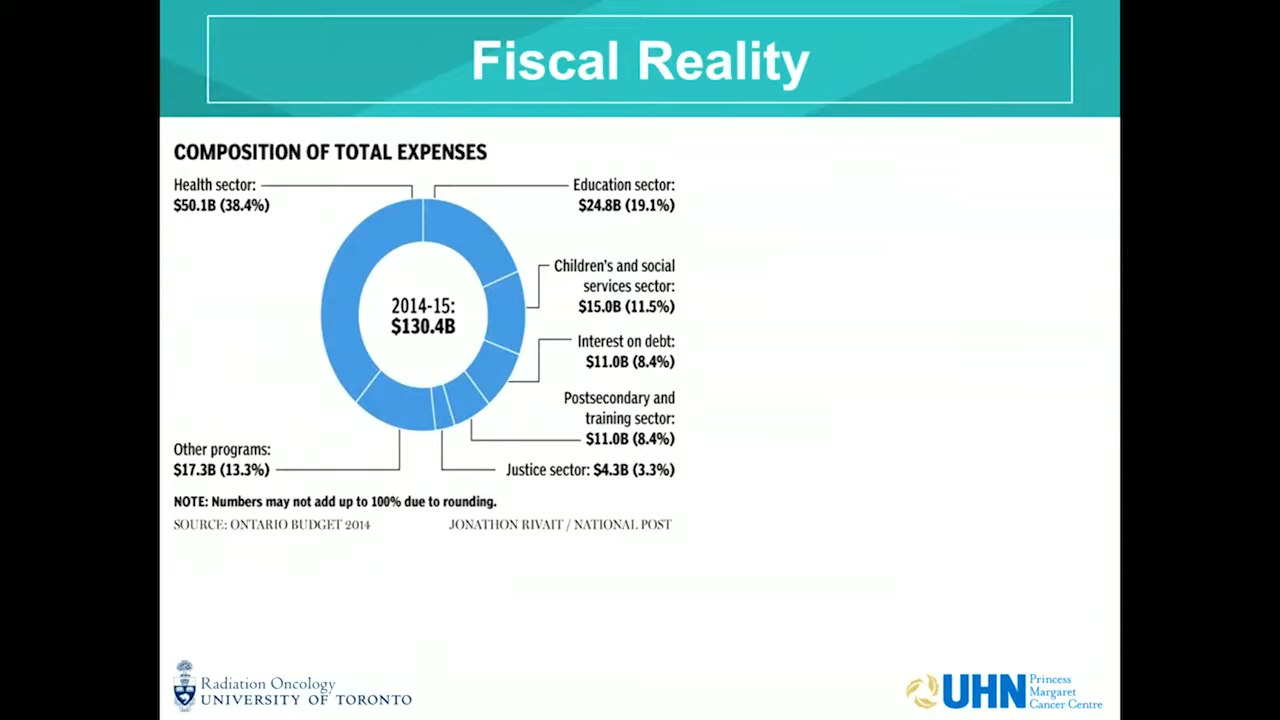 Fiscal Reality
COMPOSITION OF TOTAL EXPENSES
Health sector:
$50.1B (38.4%)
Education sector:
$24.8B (19.1%)
Children's and social
services sector:
$15.0B (11.5%)
2014-15:
$130.4B
Interest on debt:
$11.0B (8.4%)
Postsecondary and
training sector:
$11.0B (8.4%)
Other programs:
$17.3B (13.3%)
Justice sector: $4.3B (3.3%)
NOTE: Numbers may not add up to 100% due to rounding.
SOURCE: ONTARIO BUDGET 2014
JONATHON RIVAIT / NATIONAL POST
Radiation Oncology
UNIVERSITY OF TORONTO
UHN
Princess
Margaret
Cancer Centre